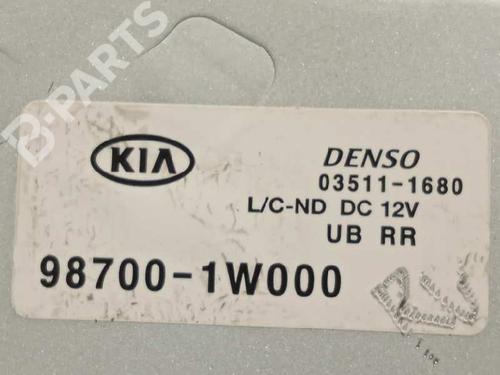 B-PARTS
KIA
DENSO
03511-1680
L/C-ND DC 12V
UB RR
98700-1W000